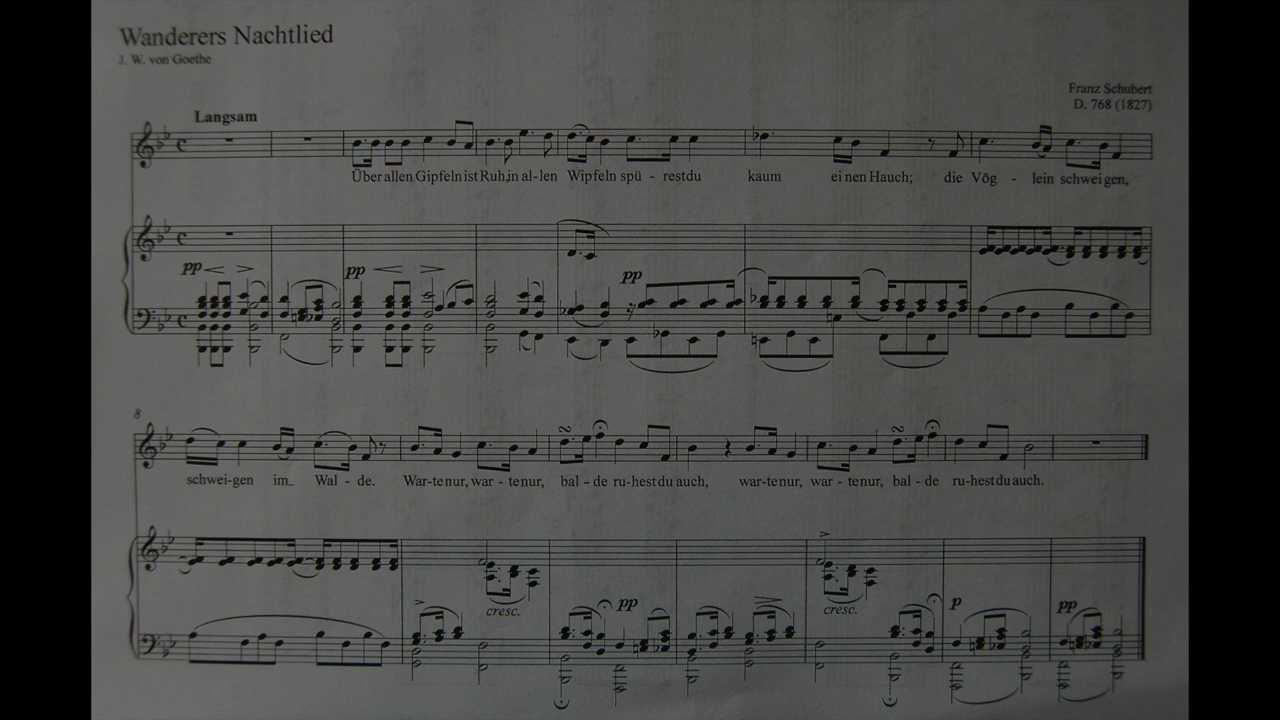 Wanderers Nachtlied
J. W. von Goethe
Franz Schubert
D. 768 (1827)
Langsam
Über allen Gipfeln ist Ruh, in al-len Wipfeln spü - rest du kaum ei nen Hauch; die Vög - lein schwei gen,
pp pp pp
8
schwei-gen im_ Wal - de. War-te nur, war - te nur, bal - de ru-hest du auch, war-te nur, war - te nur, bal - de ru-hest du auch.
cresc. pp cresc. p pp